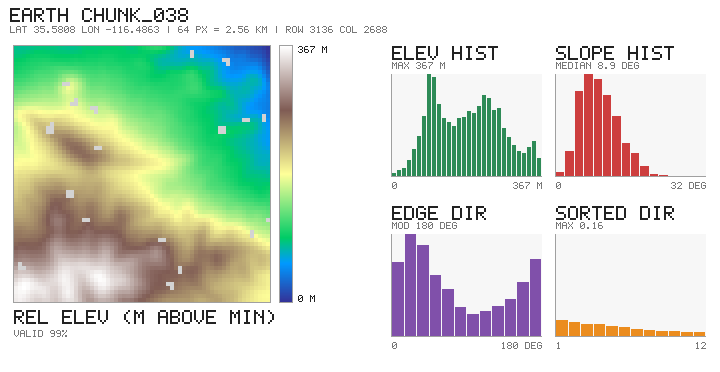 EARTH CHUNK_038
LAT 35.5808 LON -116.4863 | 64 PX = 2.56 KM | ROW 3136 COL 2688
367 M
0 M
REL ELEV (M ABOVE MIN)
VALID 99%
ELEV HIST
MAX 367 M
0 367 M
SLOPE HIST
MEDIAN 8.9 DEG
0 32 DEG
EDGE DIR
MOD 180 DEG
0 180 DEG
SORTED DIR
MAX 0.16
1 12